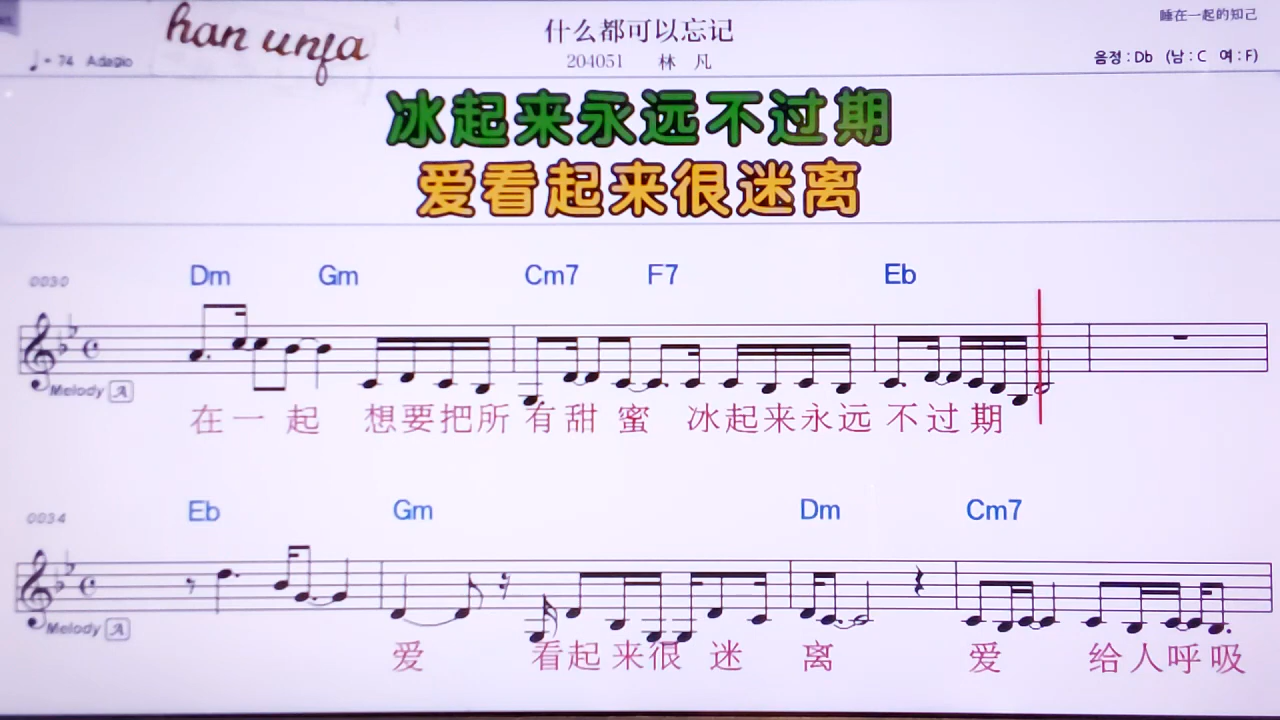 han unja
什么都可以忘记
睡在一起的知己
♩= 74 Adagio
204051 林 凡
음정 : Db (남 : C 여 : F)
冰起来永远不过期
爱看起来很迷离
0030 Dm Gm Cm7 F7 Eb
Melody A
在一起 想要把所有甜蜜 冰起来永远不过期
0034 Eb Gm Dm Cm7
Melody A
爱 看起来很迷离 爱 给人呼吸